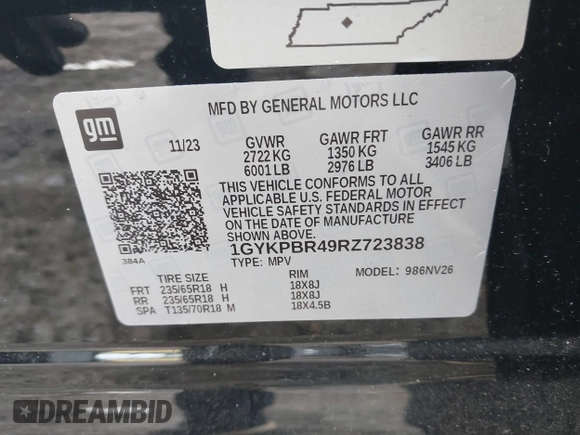 MFD BY GENERAL MOTORS LLC
gm
11/23 GVWR GAWR FRT GAWR RR
2722 KG 1350 KG 1545 KG
6001 LB 2976 LB 3406 LB
THIS VEHICLE CONFORMS TO ALL
APPLICABLE U.S. FEDERAL MOTOR
VEHICLE SAFETY STANDARDS IN EFFECT
ON THE DATE OF MANUFACTURE
SHOWN ABOVE.
384A
1GYKPBR49RZ723838
TYPE: MPV MODEL: 986NV26
TIRE SIZE RIM
FRT 235/65R18 H 18X8J
RR 235/65R18 H 18X8J
SPA T135/70R18 M 18X4.5B
DREAMBID